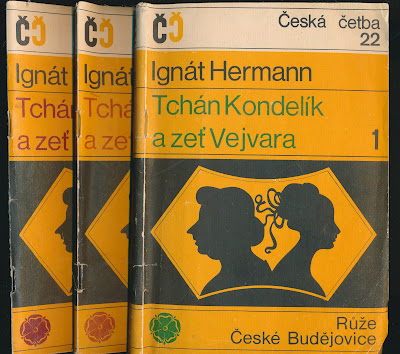 ČČ
Ignát
Tchán
a zeť
ČČ
Ignát
Tchán
a zeť
ČČ
Česká četba
22
Ignát Hermann
Tchán Kondelík
a zeť Vejvara
1
Růže
České Budějovice